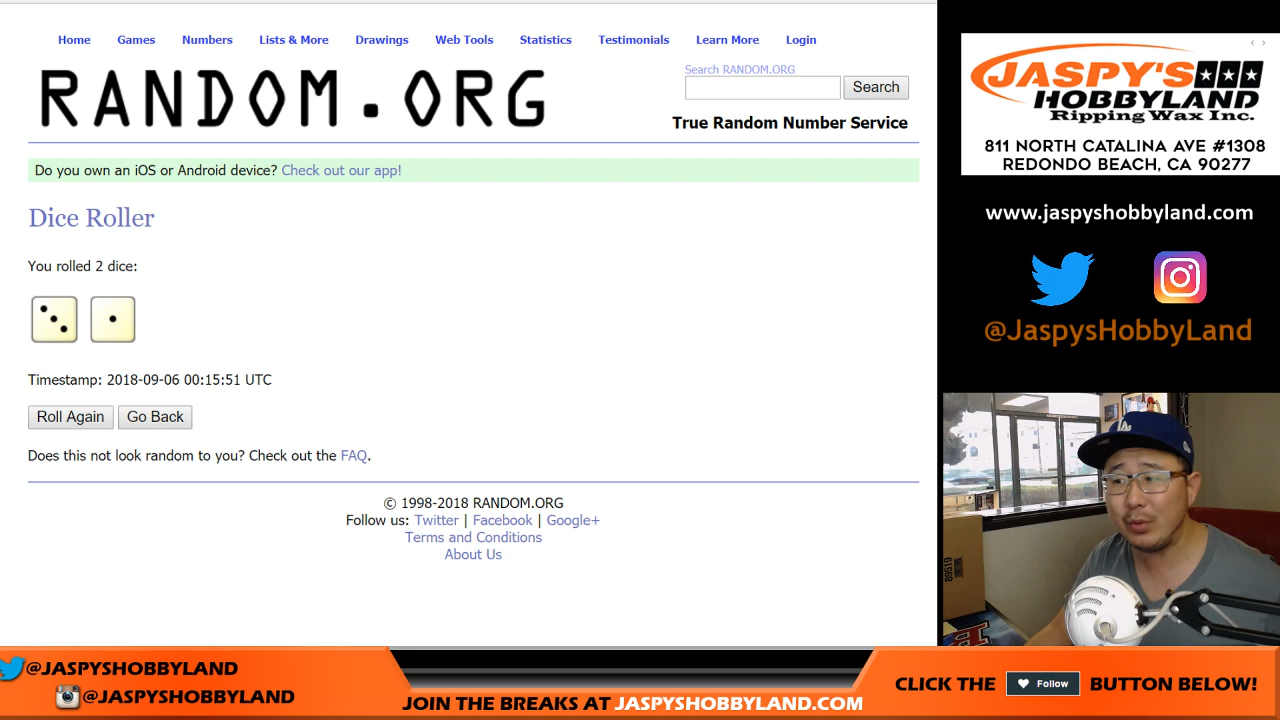 Home Games Numbers Lists & More Drawings Web Tools Statistics Testimonials Learn More Login
RANDOM.ORG
Search RANDOM.ORG
Search
True Random Number Service
Do you own an iOS or Android device? Check out our app!
Dice Roller
You rolled 2 dice:
Timestamp: 2018-09-06 00:15:51 UTC
Roll Again Go Back
Does this not look random to you? Check out the FAQ.
© 1998-2018 RANDOM.ORG
Follow us: Twitter | Facebook | Google+
Terms and Conditions
About Us
JASPY'S
HOBBYLAND
Ripping Wax Inc.
811 NORTH CATALINA AVE #1308
REDONDO BEACH, CA 90277
www.jaspyshobbyland.com
@JaspysHobbyLand
LA
@JASPYSHOBBYLAND
@JASPYSHOBBYLAND
JOIN THE BREAKS AT JASPYSHOBBYLAND.COM
CLICK THE Follow BUTTON BELOW!